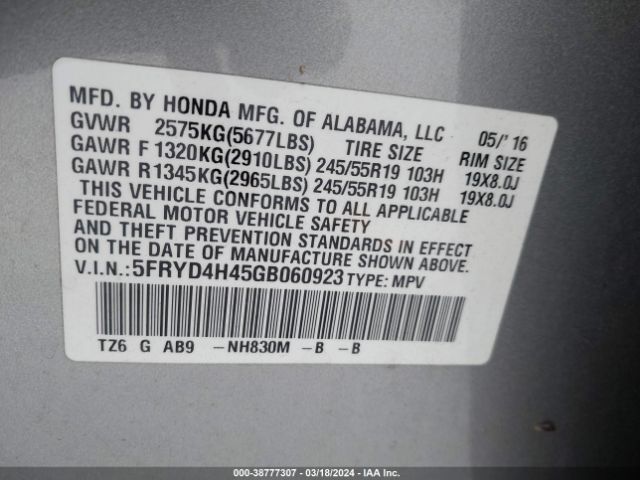 MFD. BY HONDA MFG. OF ALABAMA, LLC 05/'16
GVWR 2575KG(5677LBS) TIRE SIZE RIM SIZE
GAWR F 1320KG(2910LBS) 245/55R19 103H 19X8.0J
GAWR R 1345KG(2965LBS) 245/55R19 103H 19X8.0J
THIS VEHICLE CONFORMS TO ALL APPLICABLE
FEDERAL MOTOR VEHICLE SAFETY
AND THEFT PREVENTION STANDARDS IN EFFECT
ON THE DATE OF MANUFACTURE SHOWN ABOVE.
V.I.N.:5FRYD4H45GB060923 TYPE: MPV
TZ6 G AB9 -NH830M -B -B
000-38777307 - 03/18/2024 - IAA Inc.